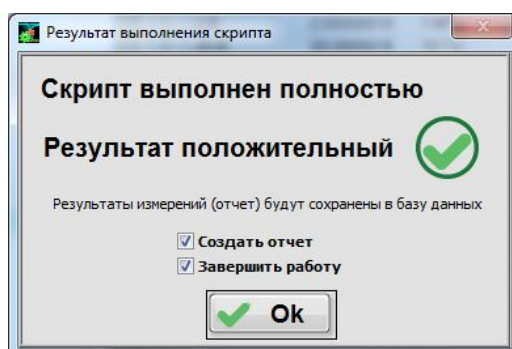 Результат выполнения скрипта
Скрипт выполнен полностью
Результат положительный
Результаты измерений (отчет) будут сохранены в базу данных
Создать отчет
Завершить работу
Ok